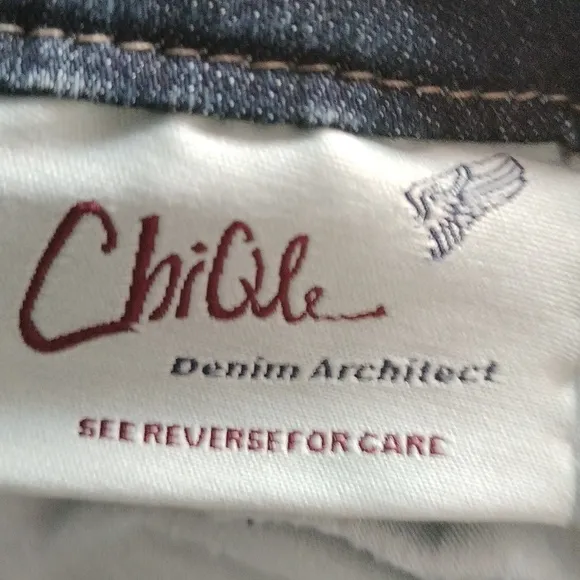 ChiQle
Denim Architect
SEE REVERSE FOR CARE